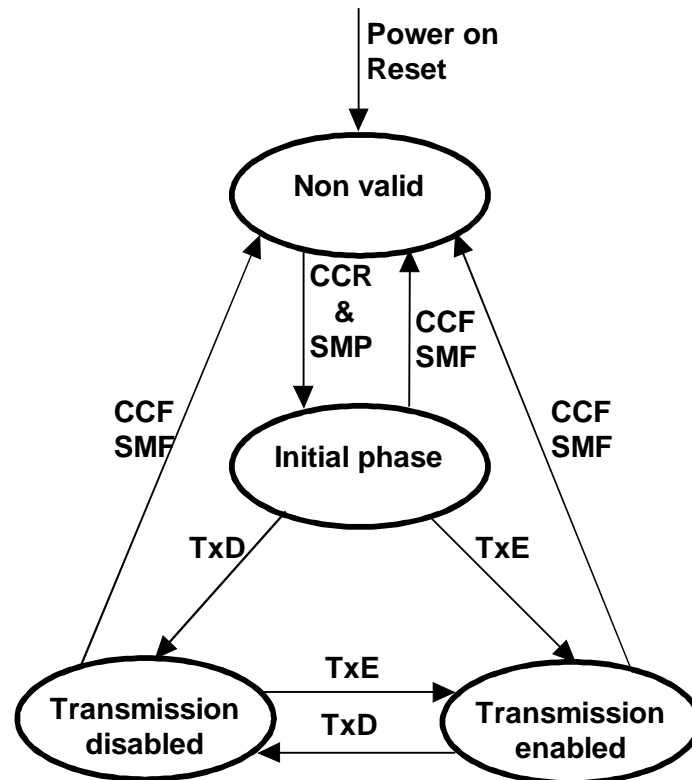 Power on
Reset
Non valid
CCR
&
SMP
CCF
SMF
CCF
SMF
CCF
SMF
Initial phase
TxD
TxE
TxE
Transmission
disabled
TxD
Transmission
enabled